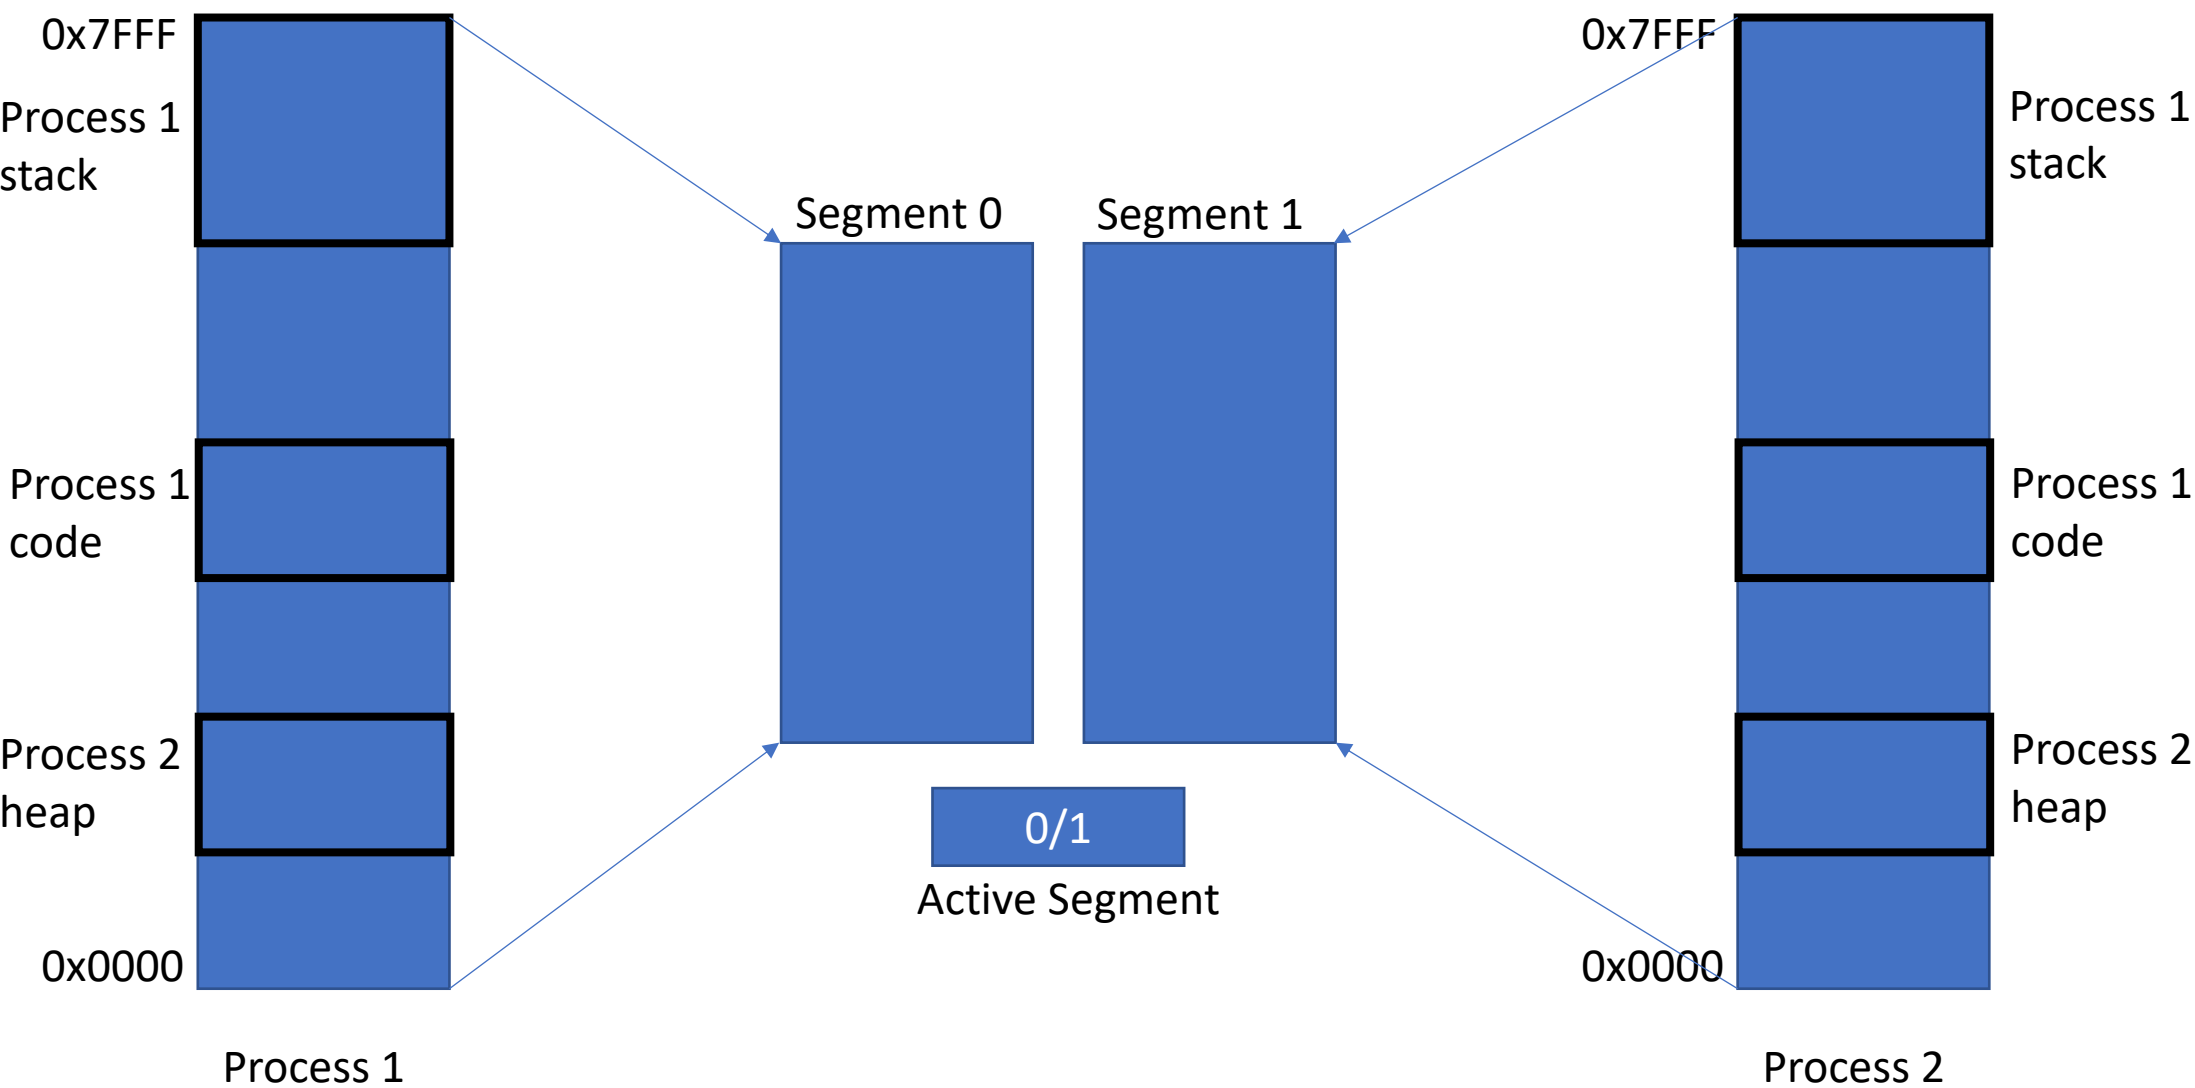 0x7FFF
Process 1
stack
Process 1
code
Process 2
heap
0x0000
Process 1
Segment 0
Segment 1
0/1
Active Segment
0x7FFF
Process 1
stack
Process 1
code
Process 2
heap
0x0000
Process 2